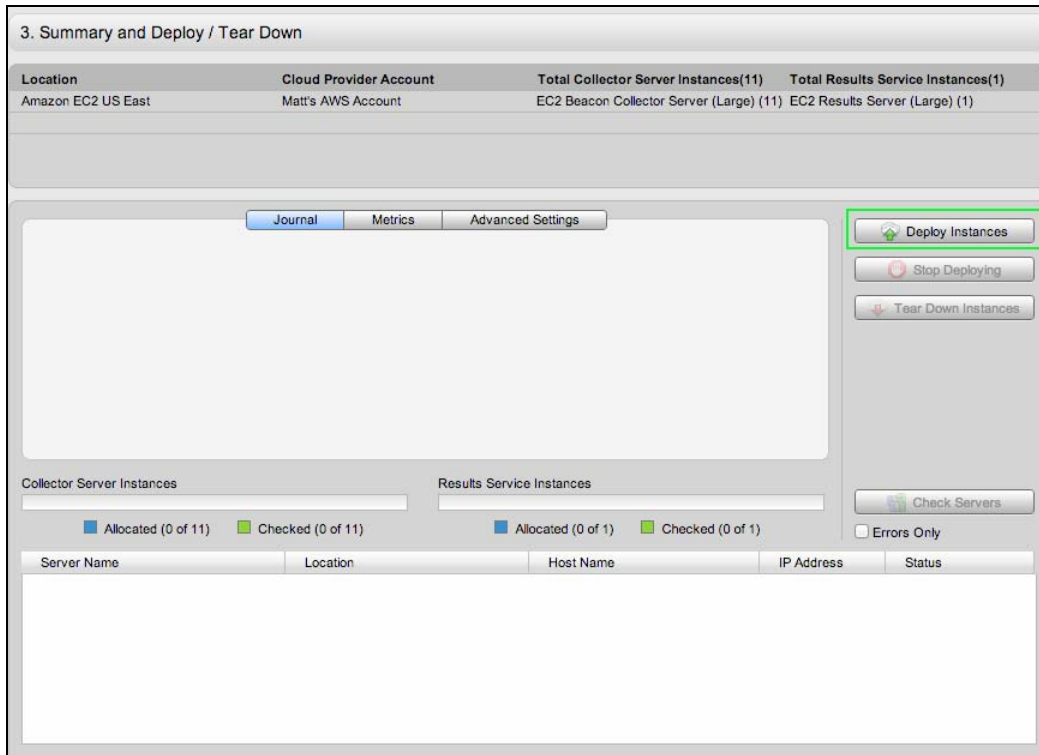 3. Summary and Deploy / Tear Down
Location Cloud Provider Account Total Collector Server Instances(11) Total Results Service Instances(1)
Amazon EC2 US East Matt's AWS Account EC2 Beacon Collector Server (Large) (11) EC2 Results Server (Large) (1)
Journal Metrics Advanced Settings
Deploy Instances
Stop Deploying
Tear Down Instances
Collector Server Instances Results Service Instances
Check Servers
Allocated (0 of 11) Checked (0 of 11) Allocated (0 of 1) Checked (0 of 1) Errors Only
Server Name Location Host Name IP Address Status